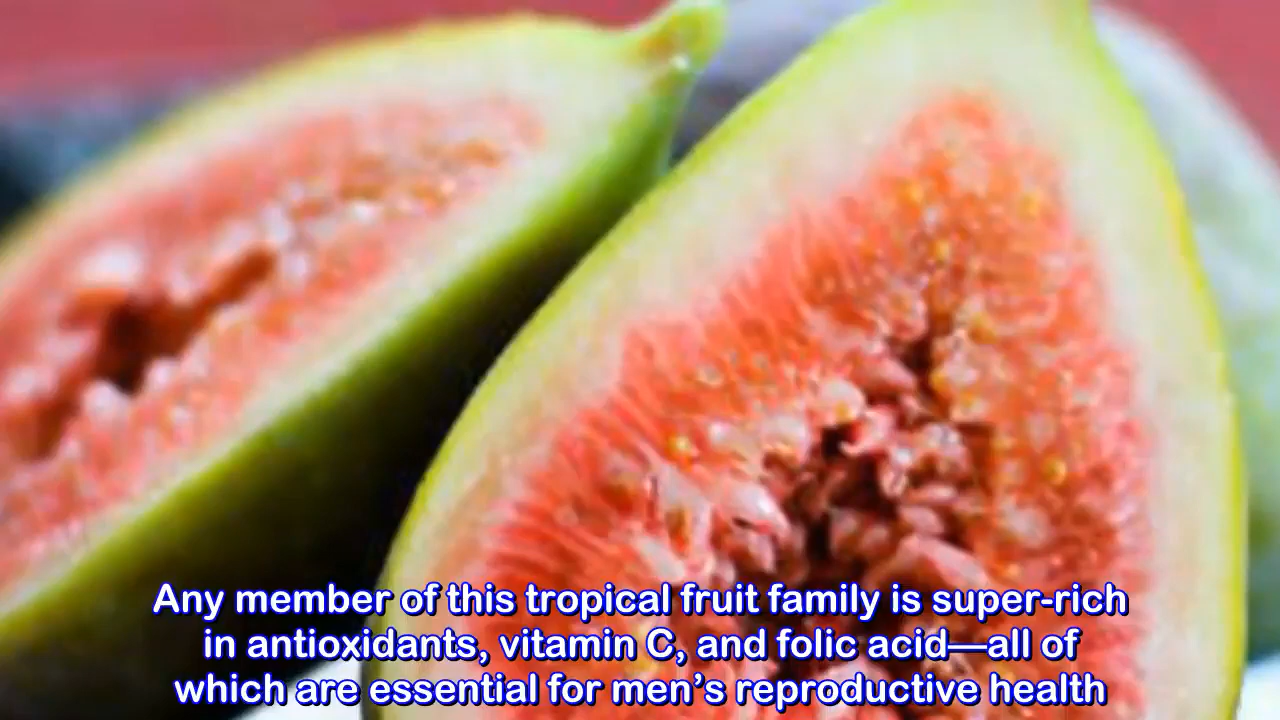 Any member of this tropical fruit family is super-rich
in antioxidants, vitamin C, and folic acid—all of
which are essential for men’s reproductive health